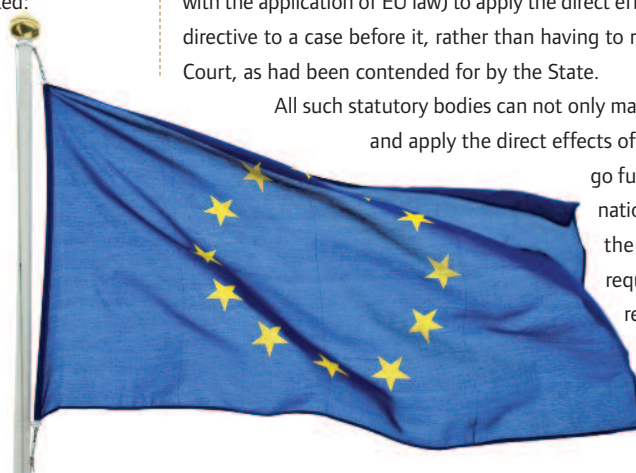 ted:
with the application of EU law) to apply the direct eff
directive to a case before it, rather than having to r
Court, as had been contended for by the State.
All such statutory bodies can not only ma
and apply the direct effects of
go fu
natio
the
requ
re